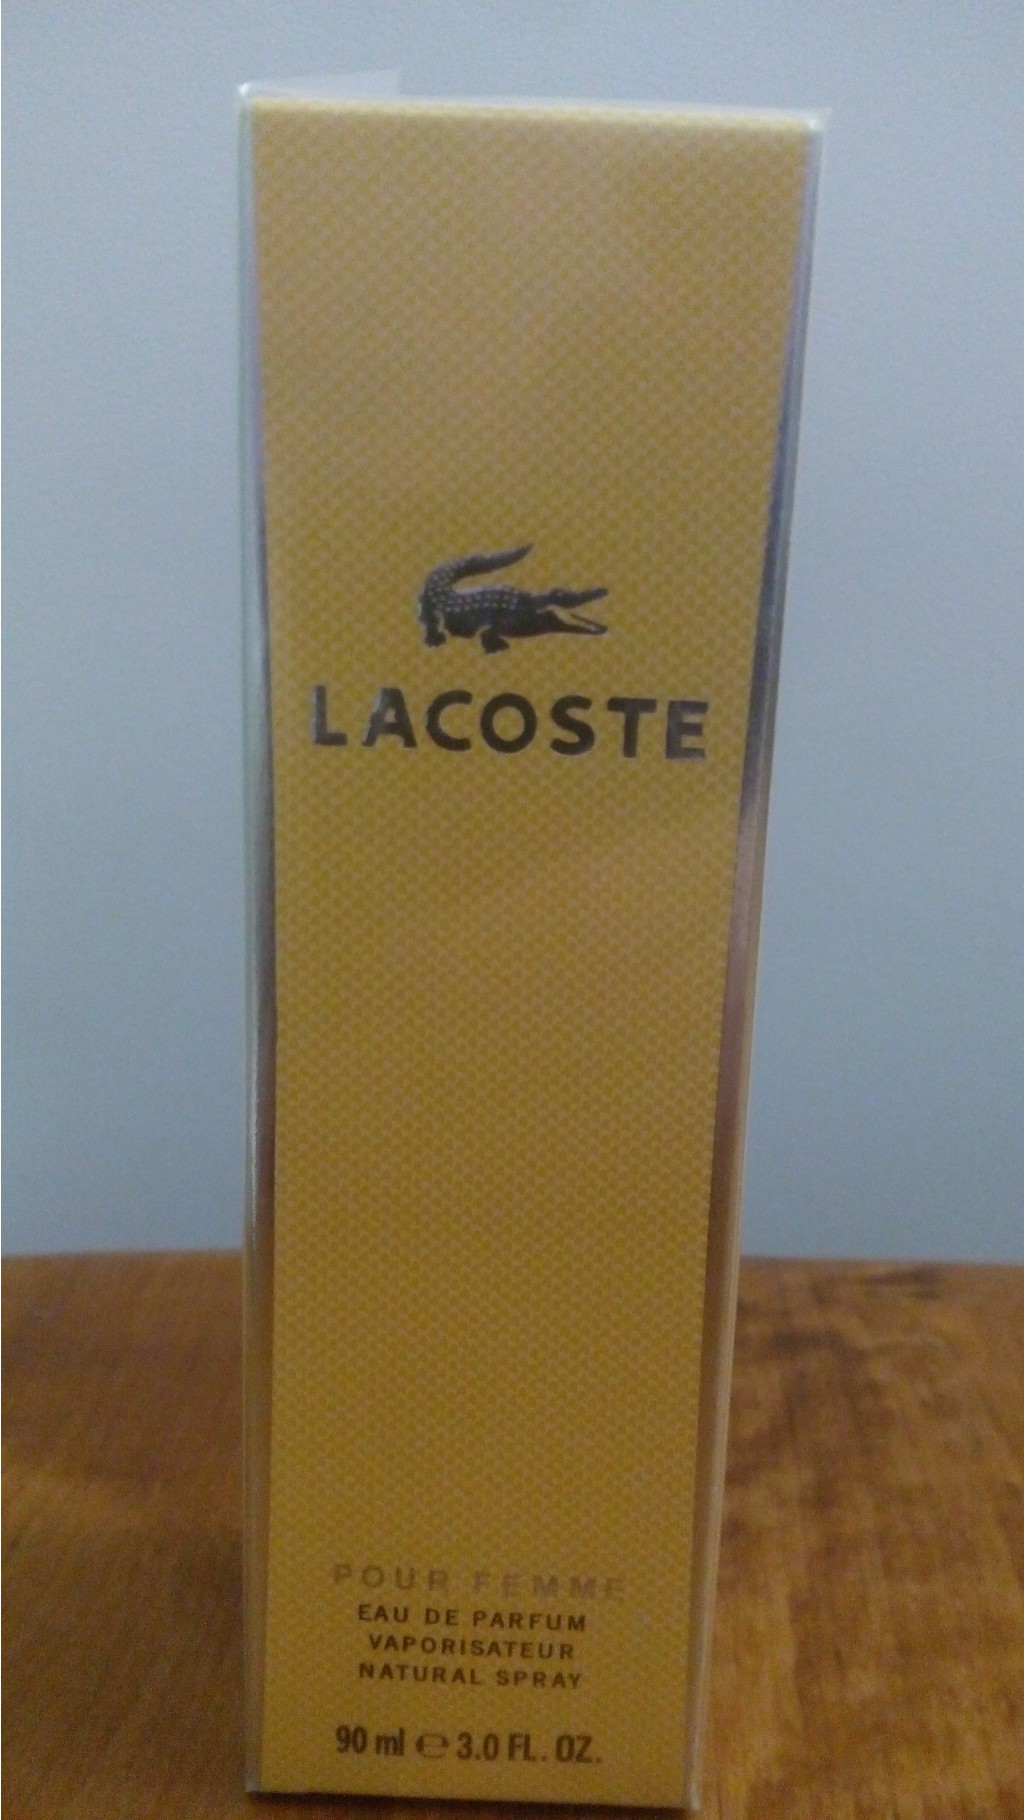 LACOSTE
POUR FEMME
EAU DE PARFUM
VAPORISATEUR
NATURAL SPRAY
90 ml ℮ 3.0 FL. OZ.